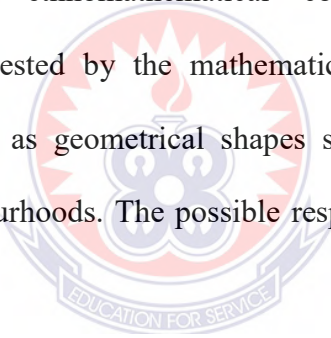 ested by the mathematic
as geometrical shapes s
urhoods. The possible resp
EDUCATION FOR SERVICE